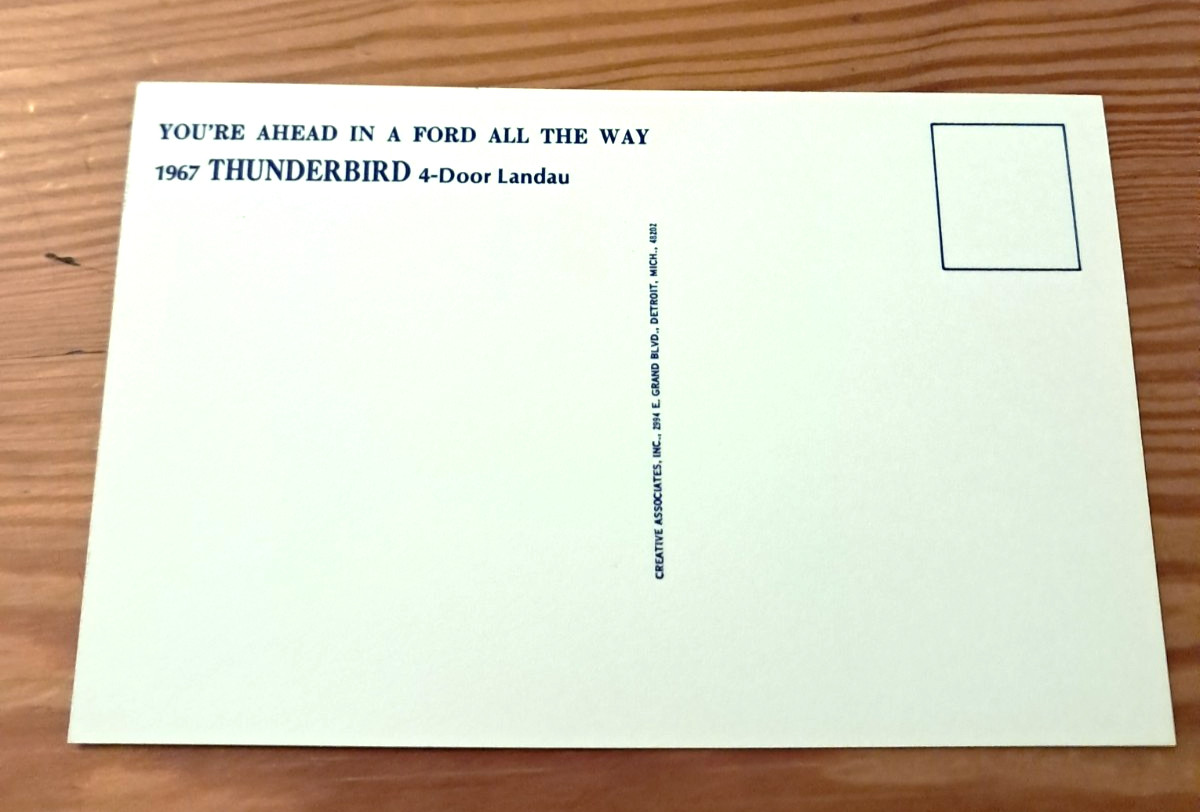 YOU'RE AHEAD IN A FORD ALL THE WAY
1967 THUNDERBIRD 4-Door Landau
CREATIVE ASSOCIATES, INC., 2994 E. GRAND BLVD., DETROIT, MICH., 48202